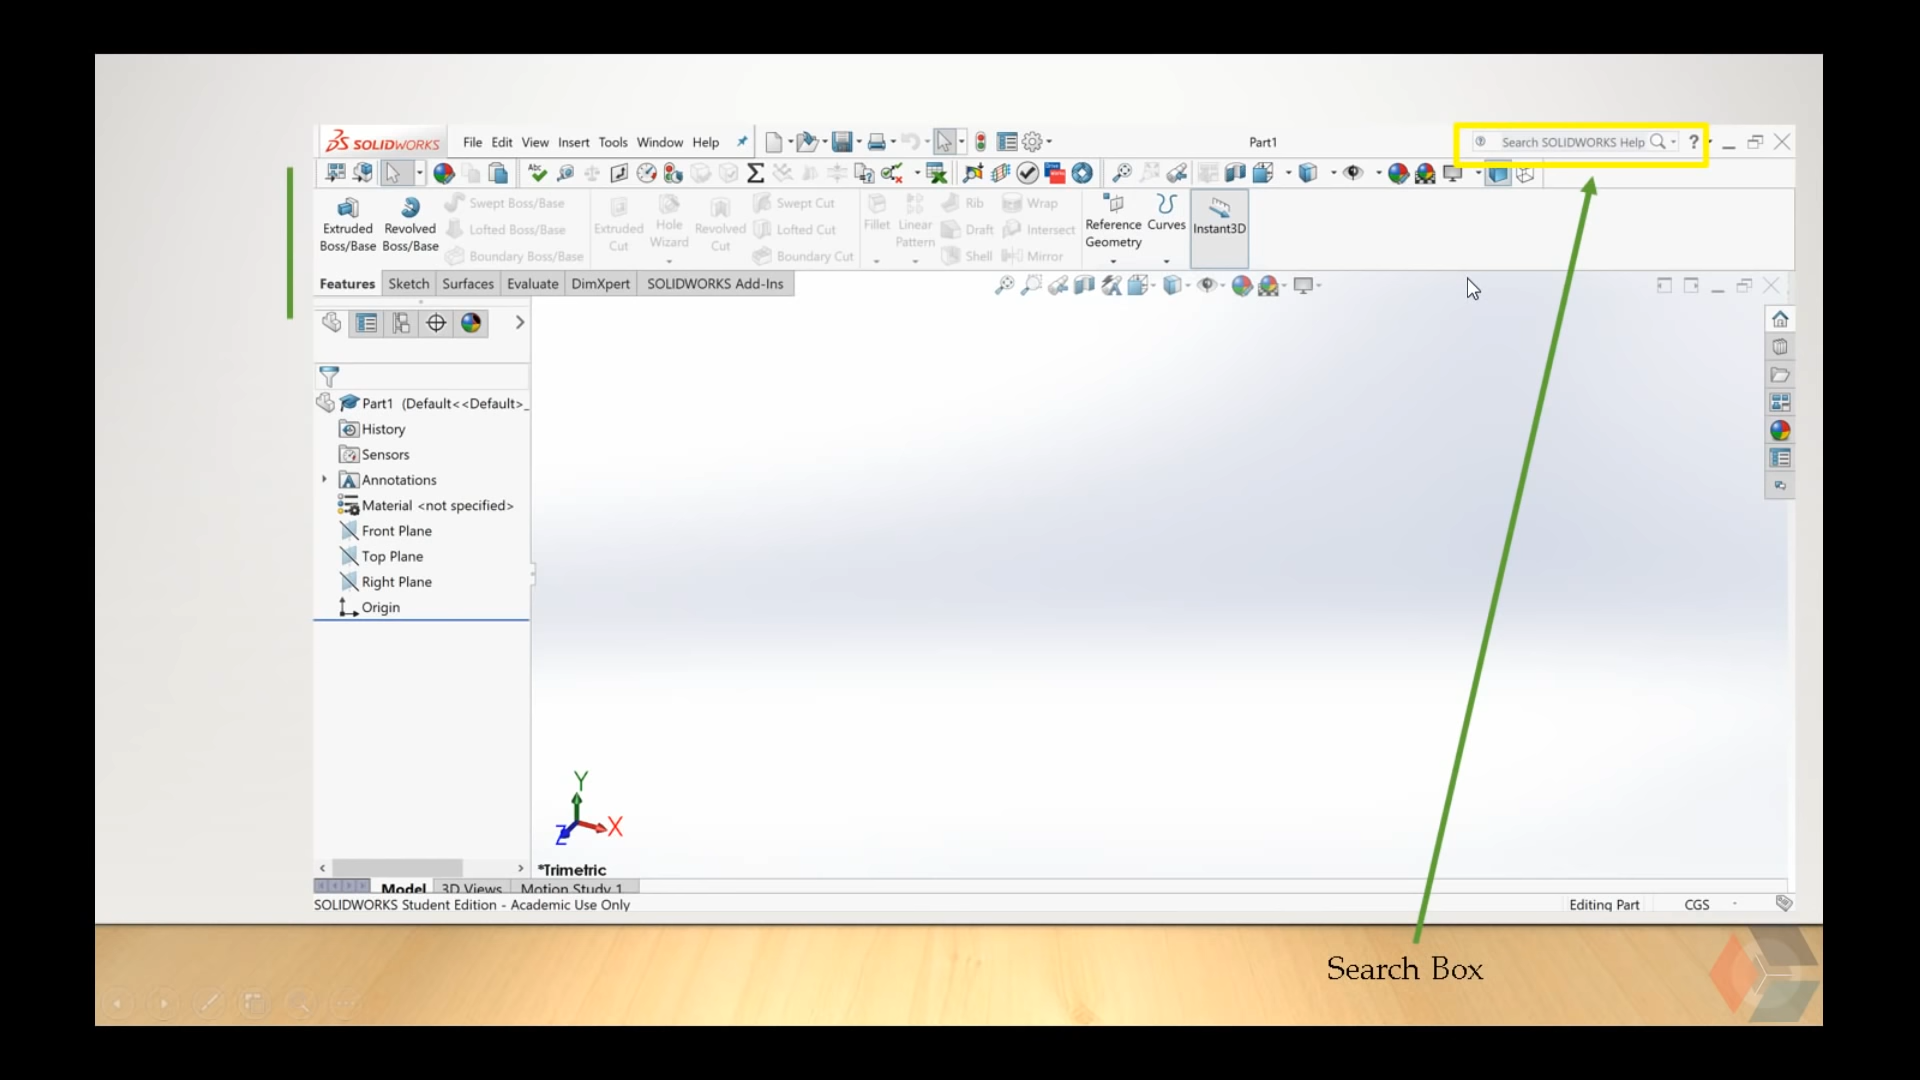 SOLIDWORKS File Edit View Insert Tools Window Help Part1 Search SOLIDWORKS Help ?
Extruded Boss/Base
Revolved Boss/Base
Swept Boss/Base
Lofted Boss/Base
Boundary Boss/Base
Extruded Cut
Hole Wizard
Revolved Cut
Swept Cut
Lofted Cut
Boundary Cut
Fillet
Linear Pattern
Rib
Draft
Shell
Wrap
Intersect
Mirror
Reference Geometry
Curves
Instant3D
Features Sketch Surfaces Evaluate DimXpert SOLIDWORKS Add-Ins
Part1 (Default<<Default>_
History
Sensors
Annotations
Material <not specified>
Front Plane
Top Plane
Right Plane
Origin
Y
Z X
*Trimetric
Model 3D Views Motion Study 1
SOLIDWORKS Student Edition - Academic Use Only Editing Part CGS
Search Box